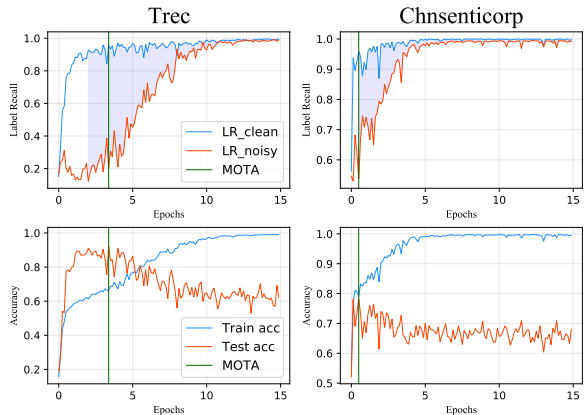 Trec
Chnsenticorp
Label Recall
1.0
0.8
0.6
0.4
0.2
LR_clean
LR_noisy
MOTA
0
5
10
15
Epochs
Label Recall
1.0
0.9
0.8
0.7
0.6
0
5
10
15
Epochs
Accuracy
1.0
0.8
0.6
0.4
0.2
Train acc
Test acc
MOTA
0
5
10
15
Epochs
Accuracy
1.0
0.9
0.8
0.7
0.6
0.5
0
5
10
15
Epochs